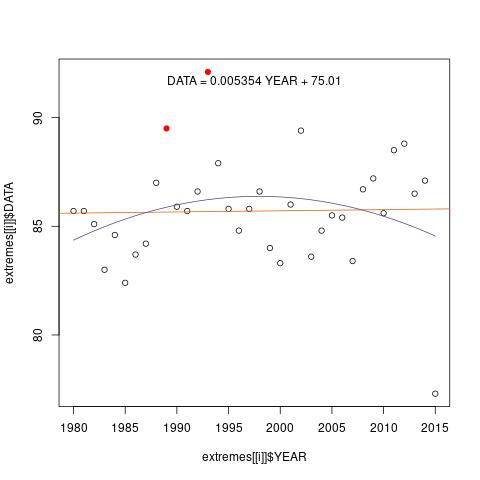 DATA = 0.005354 YEAR + 75.01
extremes[[i]]$DATA
90
85
80
1980 1985 1990 1995 2000 2005 2010 2015
extremes[[i]]$YEAR